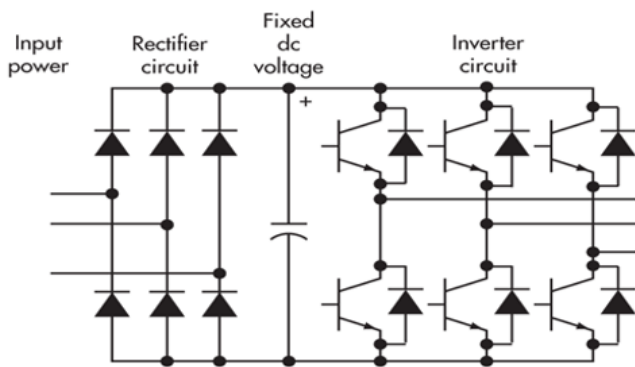 Input
power
Rectifier
circuit
Fixed
dc
voltage
+
Inverter
circuit